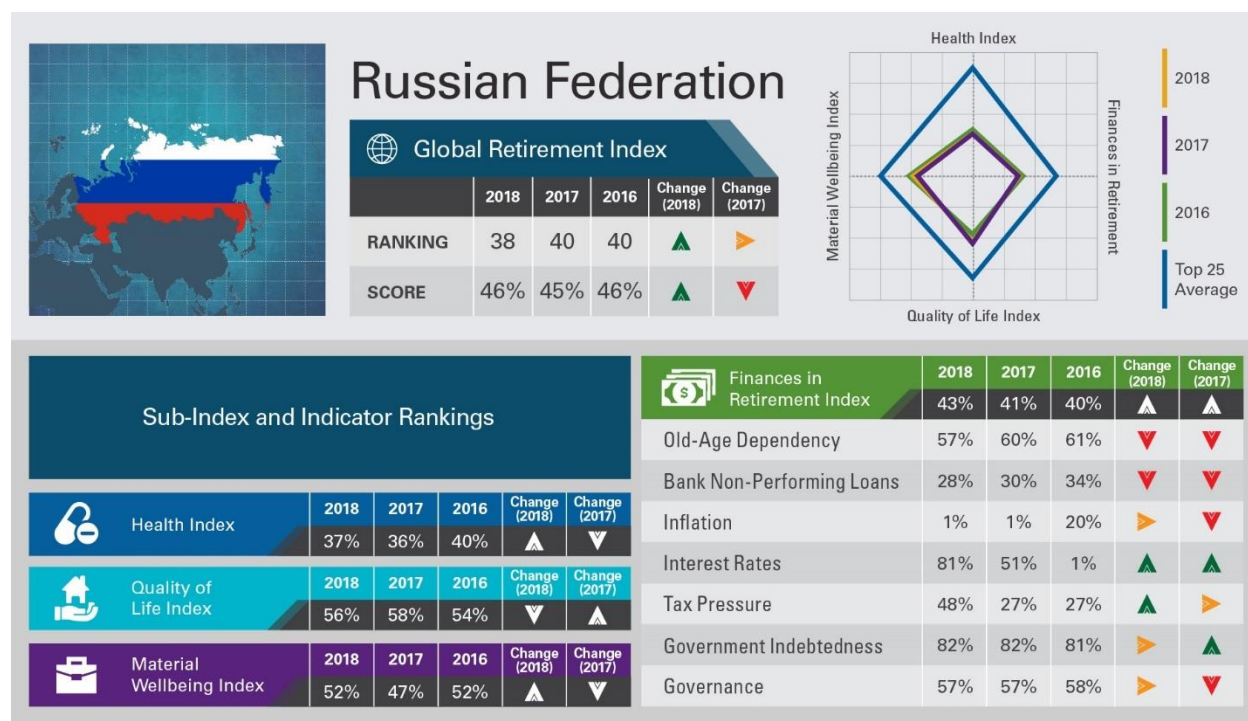 Russian Federation
Global Retirement Index
2018 2017 2016 Change (2018) Change (2017)
RANKING 38 40 40
SCORE 46% 45% 46%
Health Index
Material Wellbeing Index
Finances in Retirement
Quality of Life Index
2018
2017
2016
Top 25
Average
Sub-Index and Indicator Rankings
Health Index
2018 2017 2016 Change (2018) Change (2017)
37% 36% 40%
Quality of
Life Index
2018 2017 2016 Change (2018) Change (2017)
56% 58% 54%
Material
Wellbeing Index
2018 2017 2016 Change (2018) Change (2017)
52% 47% 52%
Finances in
Retirement Index
2018 2017 2016 Change (2018) Change (2017)
43% 41% 40%
Old-Age Dependency 57% 60% 61%
Bank Non-Performing Loans 28% 30% 34%
Inflation 1% 1% 20%
Interest Rates 81% 51% 1%
Tax Pressure 48% 27% 27%
Government Indebtedness 82% 82% 81%
Governance 57% 57% 58%